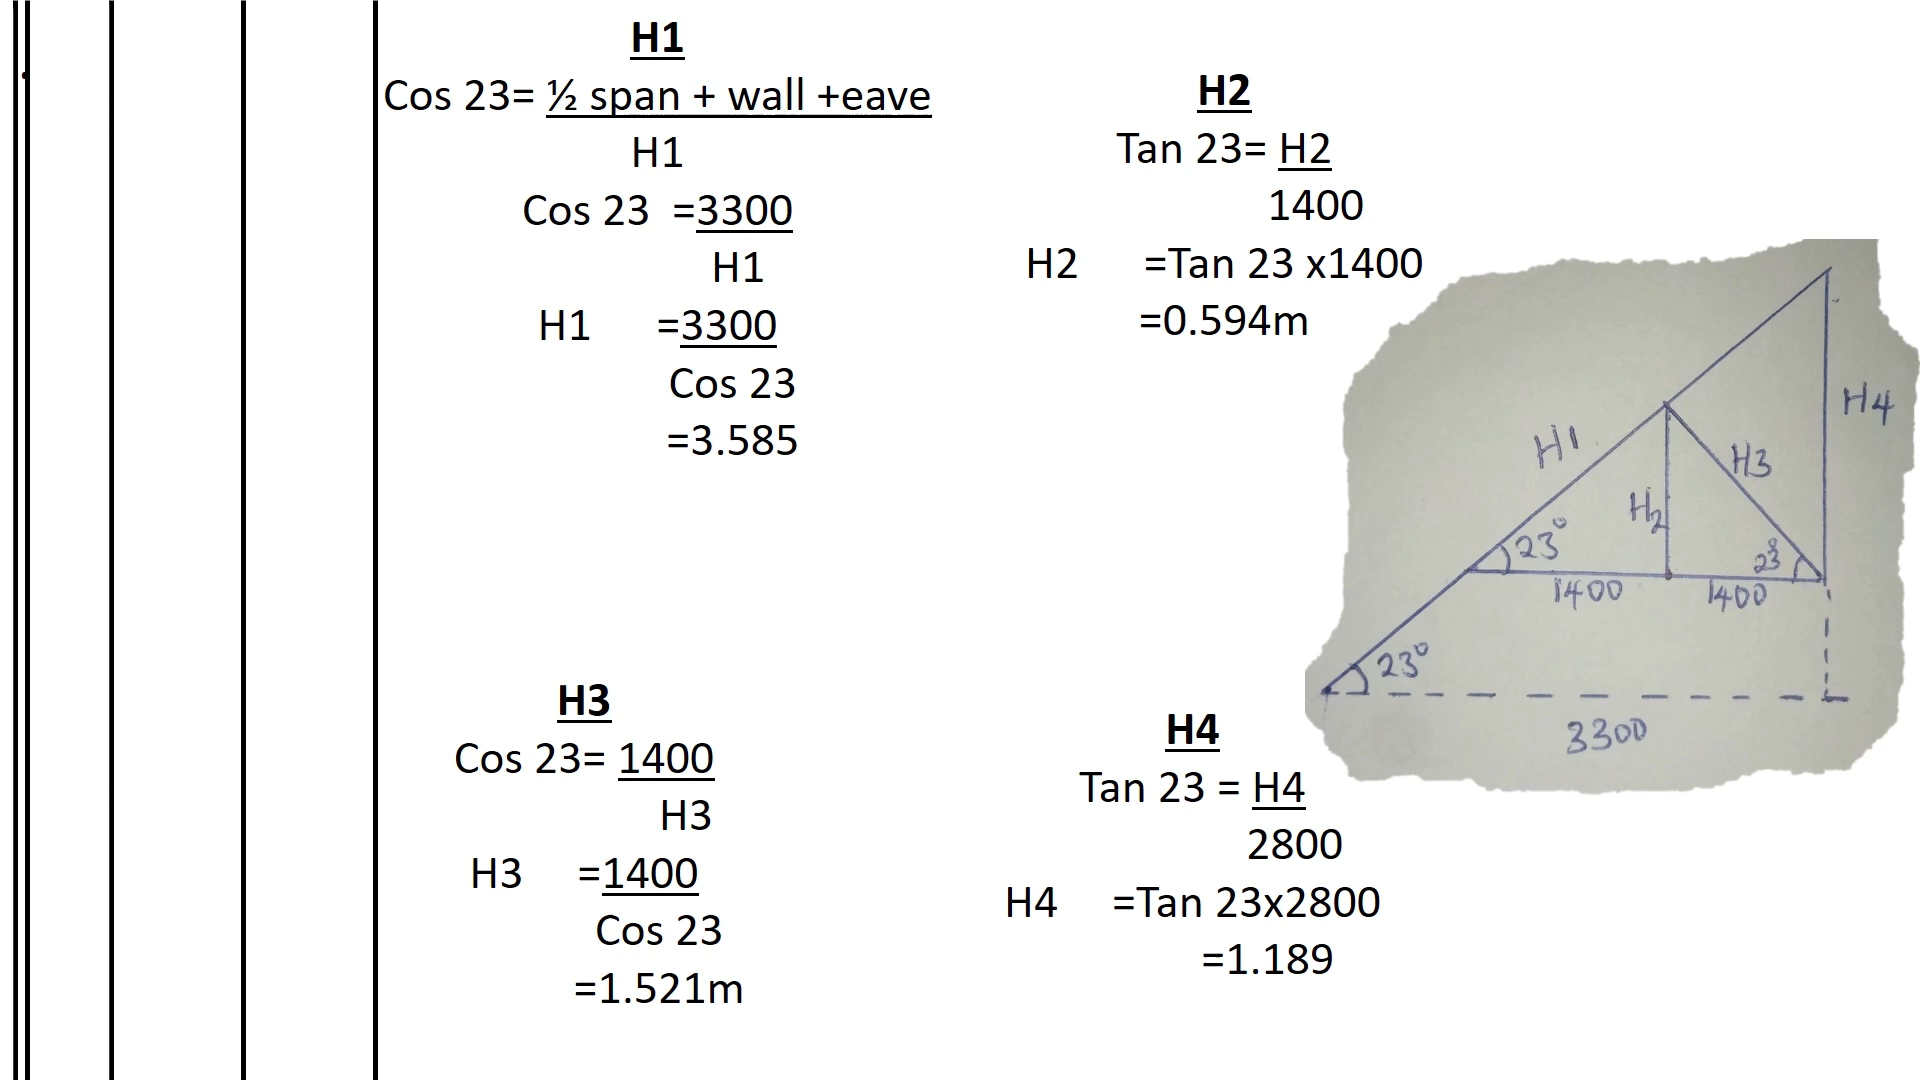 H1
Cos 23= ½ span + wall +eave
H1
Cos 23 =3300
H1
H1 =3300
Cos 23
=3.585
H2
Tan 23= H2
1400
H2 =Tan 23 x1400
=0.594m
H3
Cos 23= 1400
H3
H3 =1400
Cos 23
=1.521m
H4
Tan 23 = H4
2800
H4 =Tan 23x2800
=1.189
H4
H1
H3
H2
23°
23°
1400
1400
23°
3300